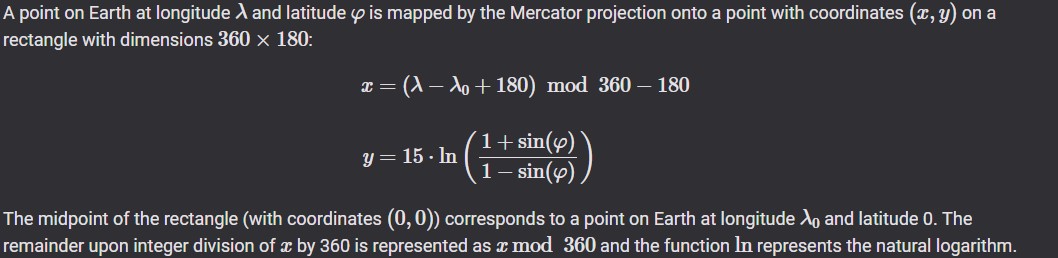 A point on Earth at longitude λ and latitude φ is mapped by the Mercator projection onto a point with coordinates (x, y) on a
rectangle with dimensions 360 × 180:
x = (λ − λ₀ + 180) mod 360 − 180
y = 15 · ln ( (1 + sin(φ)) / (1 − sin(φ)) )
The midpoint of the rectangle (with coordinates (0, 0)) corresponds to a point on Earth at longitude λ₀ and latitude 0. The
remainder upon integer division of x by 360 is represented as x mod 360 and the function ln represents the natural logarithm.